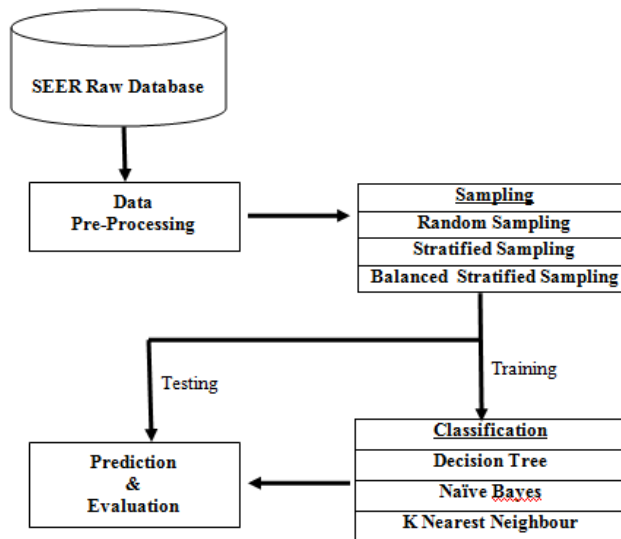 SEER Raw Database
Data
Pre-Processing
Sampling
Random Sampling
Stratified Sampling
Balanced Stratified Sampling
Testing
Training
Classification
Decision Tree
Naïve Bayes
K Nearest Neighbour
Prediction
&
Evaluation